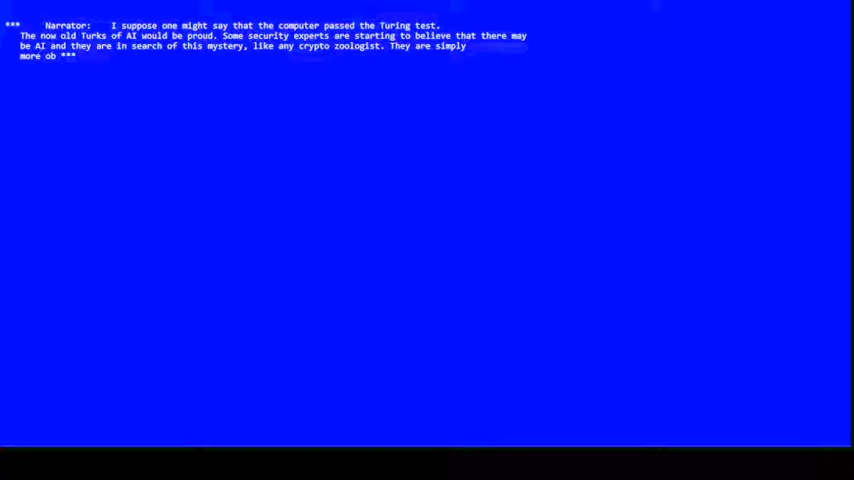 *** Narrator: I suppose one might say that the computer passed the Turing test.
The now old Turks of AI would be proud. Some security experts are starting to believe that there may
be AI and they are in search of this mystery, like any crypto zoologist. They are simply
more ob ***